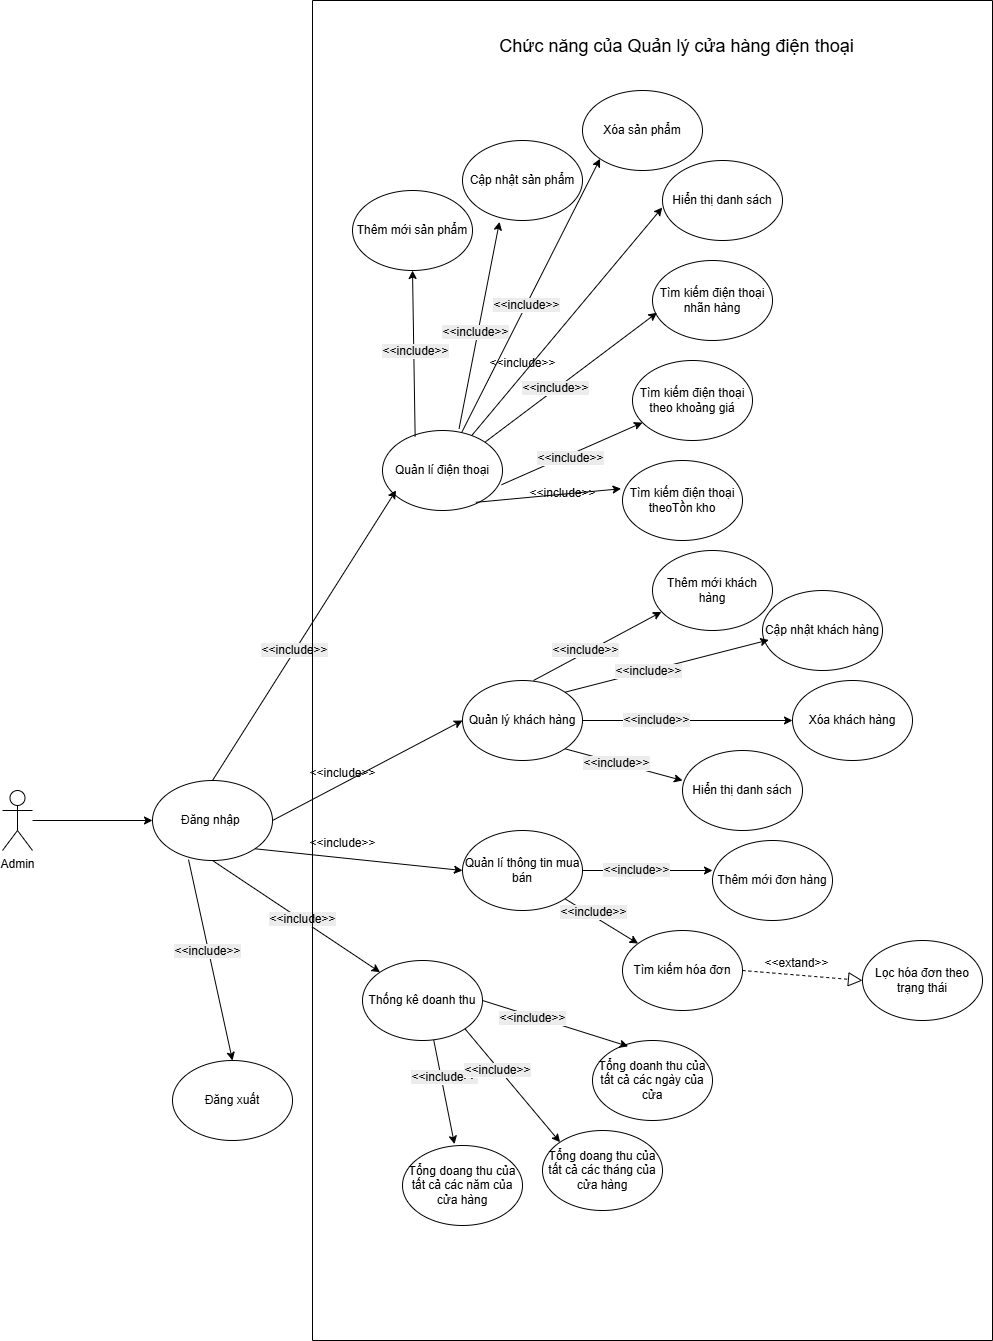 Chức năng của Quản lý cửa hàng điện thoại
Xóa sản phẩm
Cập nhật sản phẩm
Hiển thị danh sách
Thêm mới sản phẩm
Tìm kiếm điện thoại
nhãn hàng
<<include>>
<<include>>
<<include>>
<<include>>
<<include>>
Tìm kiếm điện thoại
theo khoảng giá
<<include>>
Quản lí điện thoại
<<include>>
Tìm kiếm điện thoại
theoTồn kho
Thêm mới khách
hàng
Cập nhật khách hàng
<<include>>
<<include>>
<<include>>
Quản lý khách hàng
<<include>>
Xóa khách hàng
<<include>>
<<include>>
Hiển thị danh sách
Đăng nhập
Admin
<<include>>
Quản lí thông tin mua
bán
<<include>>
Thêm mới đơn hàng
<<include>>
<<include>>
<<include>>
Tìm kiếm hóa đơn
<<extand>>
Lọc hóa đơn theo
trạng thái
Thống kê doanh thu
<<include>>
<<include>>
<<include>>
Tổng doanh thu của
tất cả các ngày của
cửa
Đăng xuất
Tổng doang thu của
tất cả các tháng của
cửa hàng
Tổng doang thu của
tất cả các năm của
cửa hàng